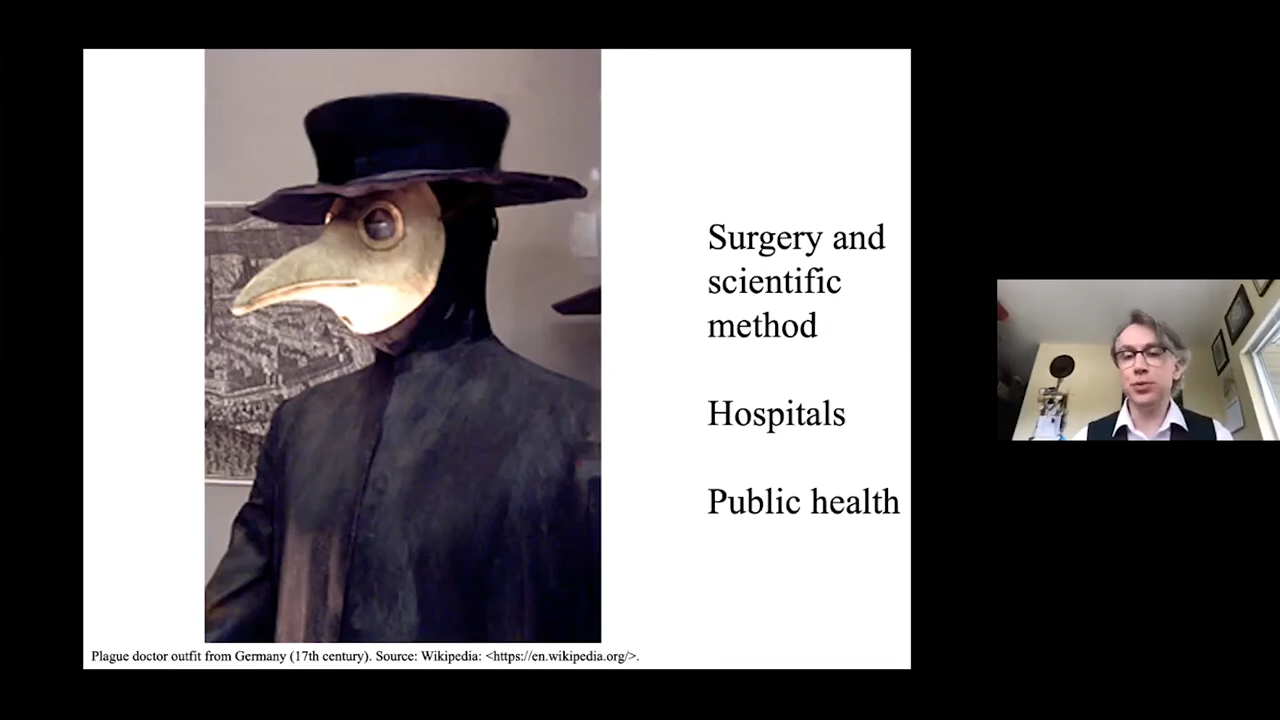 Surgery and
scientific
method
Hospitals
Public health
Plague doctor outfit from Germany (17th century). Source: Wikipedia: <https://en.wikipedia.org/>.